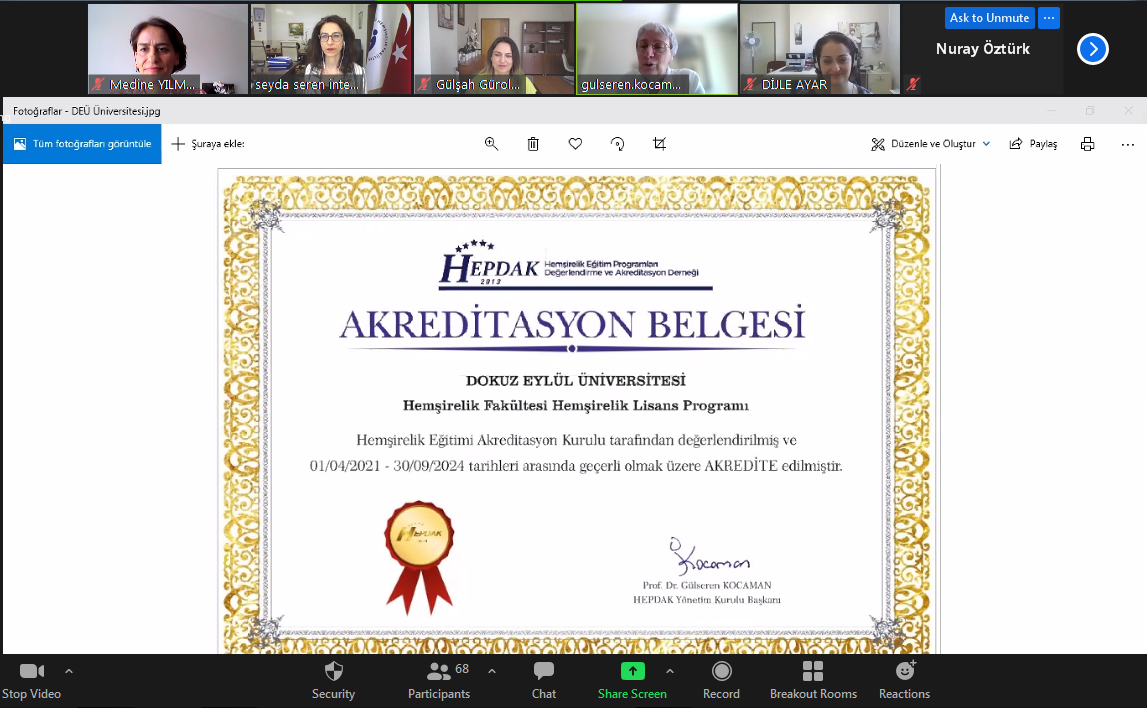 Ask to Unmute
Medine YILM...
seyda seren inte...
Gülşah Gürol...
gulseren.kocam...
DİJLE AYAR
Nuray Öztürk
Fotoğraflar - DEÜ Üniversitesi.jpg
Tüm fotoğrafları görüntüle
Şuraya ekle:
Düzenle ve Oluştur
Paylaş
HEPDAK
2013
Hemşirelik Eğitim Programları
Değerlendirme ve Akreditasyon Derneği
AKREDİTASYON BELGESİ
DOKUZ EYLÜL ÜNİVERSİTESİ
Hemşirelik Fakültesi Hemşirelik Lisans Programı
Hemşirelik Eğitimi Akreditasyon Kurulu tarafından değerlendirilmiş ve
01/04/2021 - 30/09/2024 tarihleri arasında geçerli olmak üzere AKREDİTE edilmiştir.
HEPDAK
Kocaman
Prof. Dr. Gülseren KOCAMAN
HEPDAK Yönetim Kurulu Başkanı
Stop Video
Security
68
Participants
Chat
Share Screen
Record
Breakout Rooms
Reactions